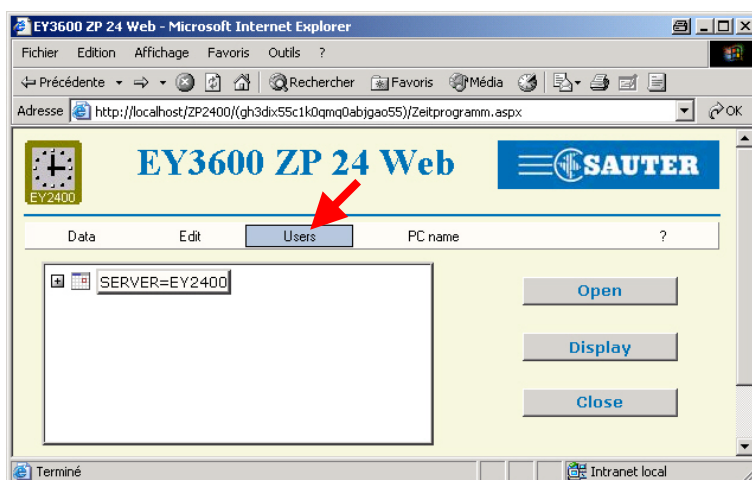 EY3600 ZP 24 Web - Microsoft Internet Explorer
Fichier Edition Affichage Favoris Outils ?
Précédente Rechercher Favoris Média
Adresse http://localhost/ZP2400/(gh3dix55c1k0qmq0abjgao55)/Zeitprogramm.aspx OK
EY2400 EY3600 ZP 24 Web SAUTER
Data Edit Users PC name ?
SERVER=EY2400
Open
Display
Close
Terminé Intranet local